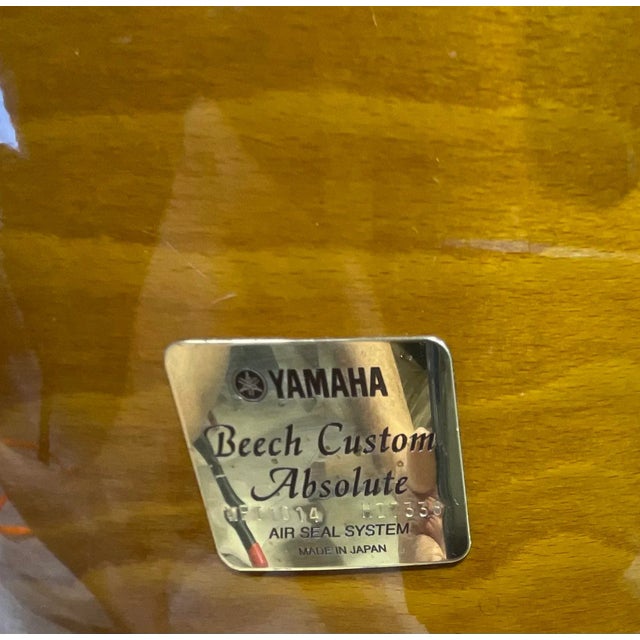 YAMAHA
Beech Custom
Absolute
AIR SEAL SYSTEM
MADE IN JAPAN